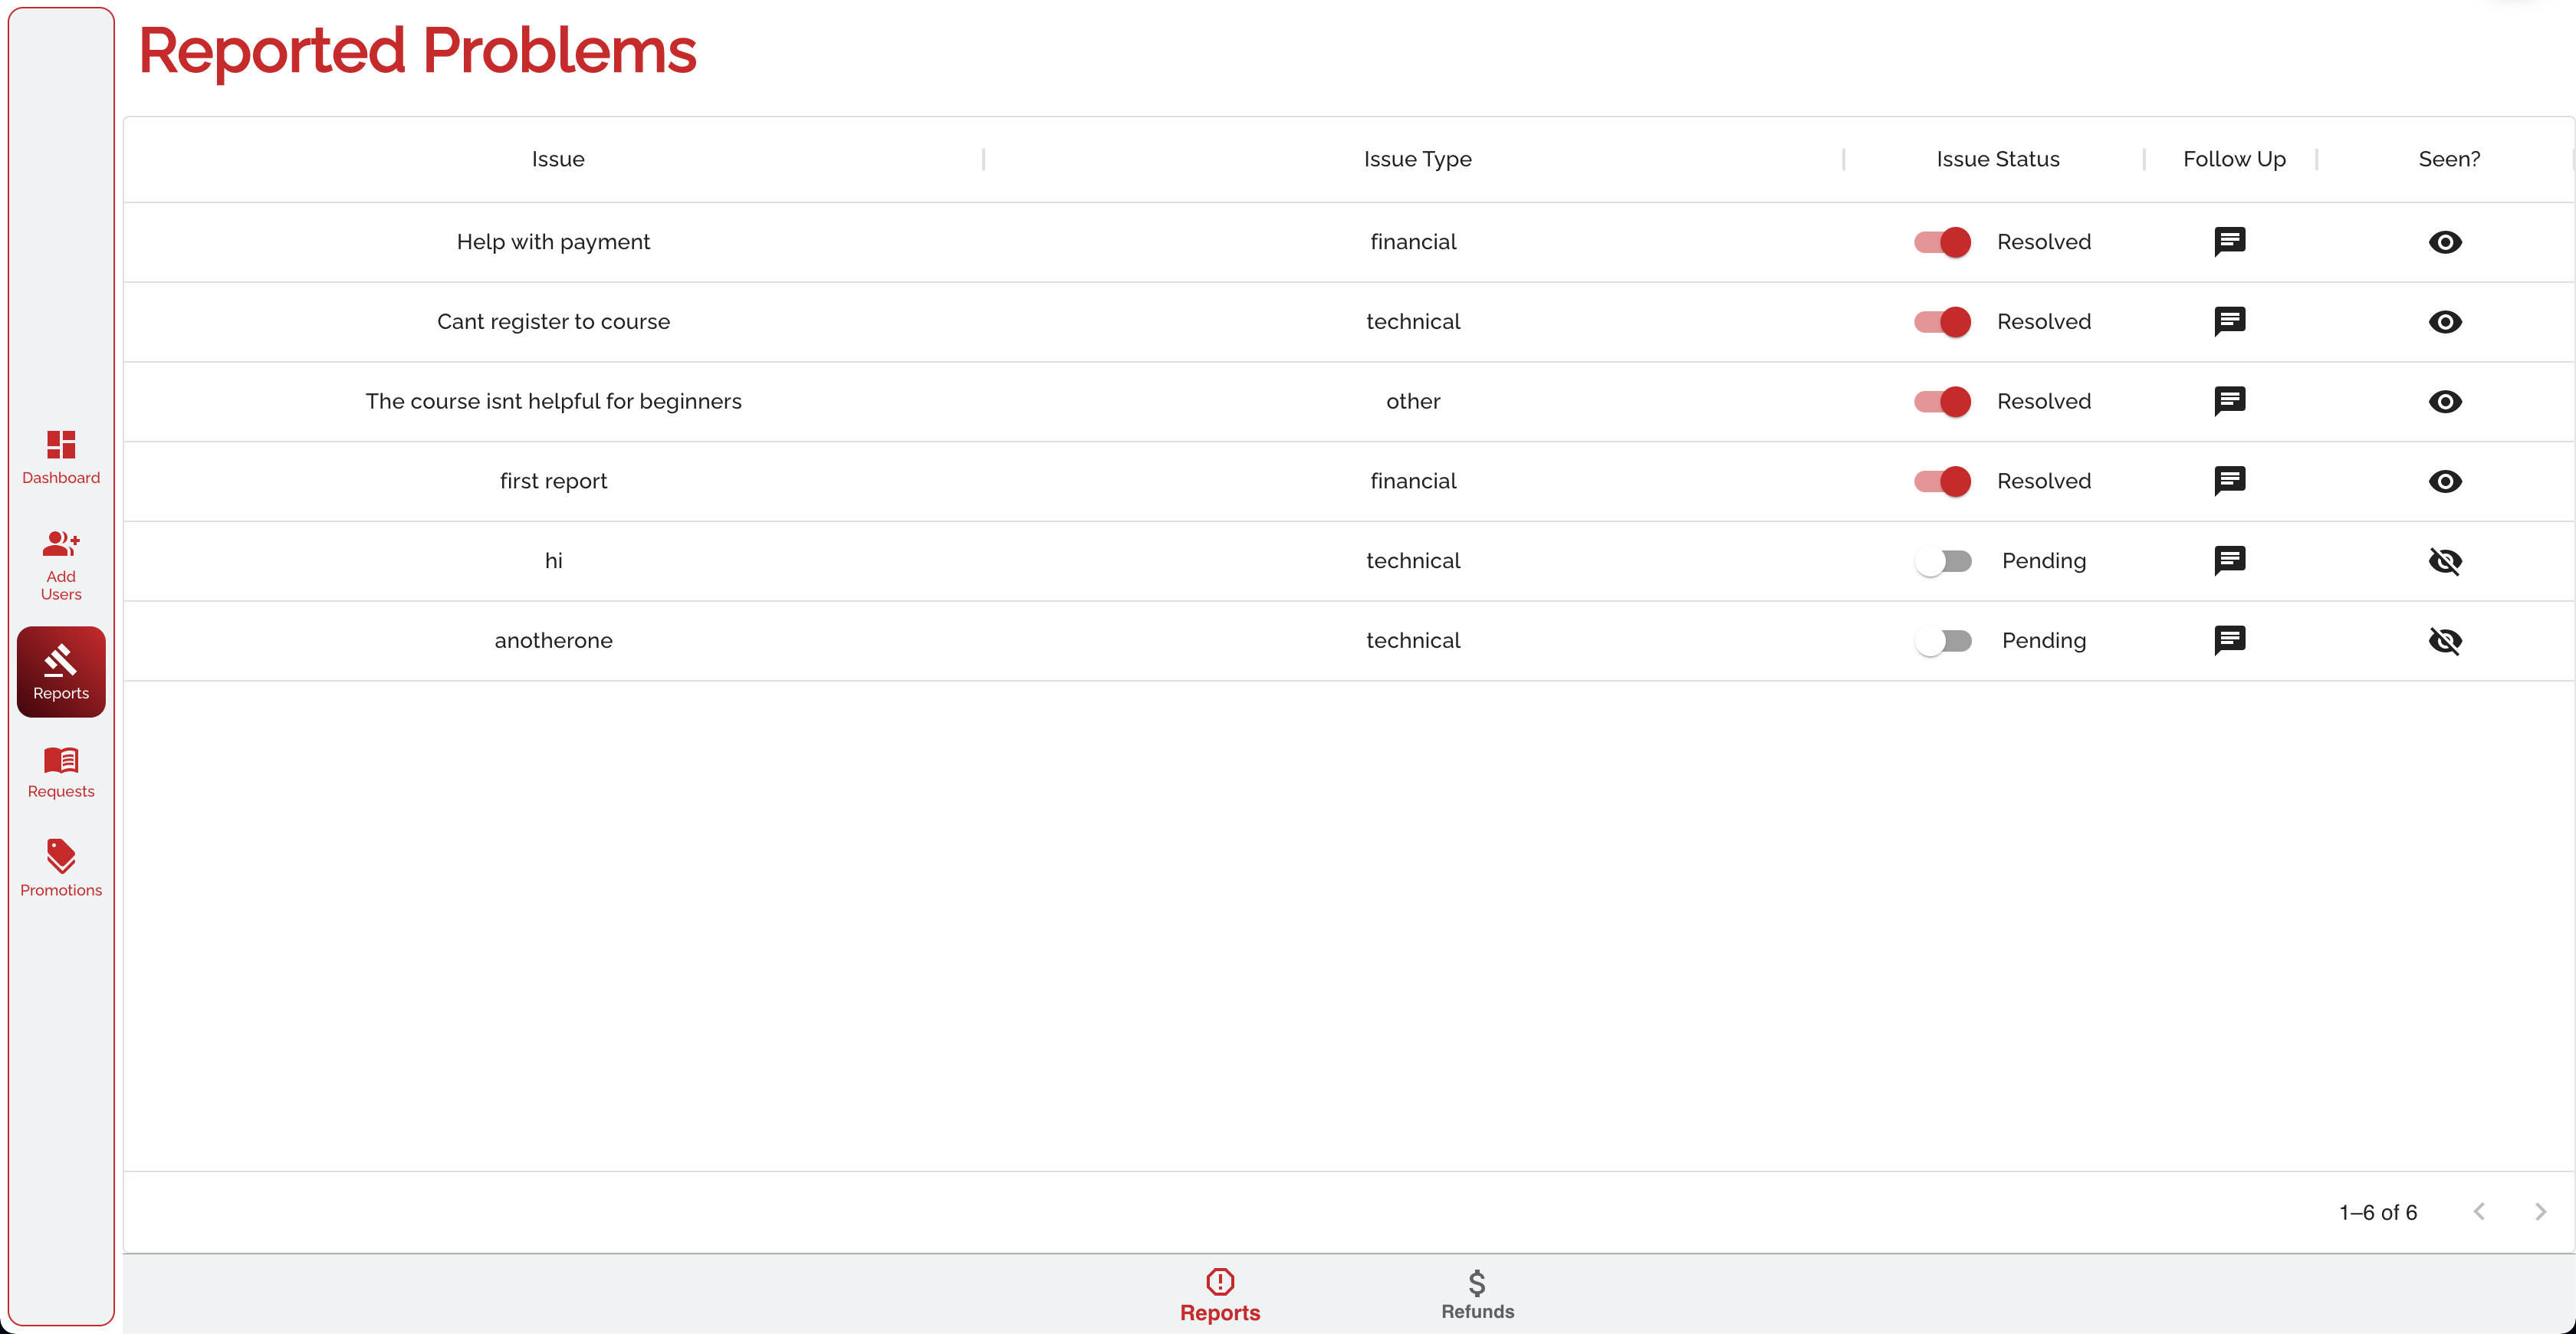 Reported Problems
Issue Issue Type Issue Status Follow Up Seen?
Help with payment financial Resolved
Cant register to course technical Resolved
The course isnt helpful for beginners other Resolved
first report financial Resolved
hi technical Pending
anotherone technical Pending
Dashboard
Add
Users
Reports
Requests
Promotions
1–6 of 6
Reports Refunds